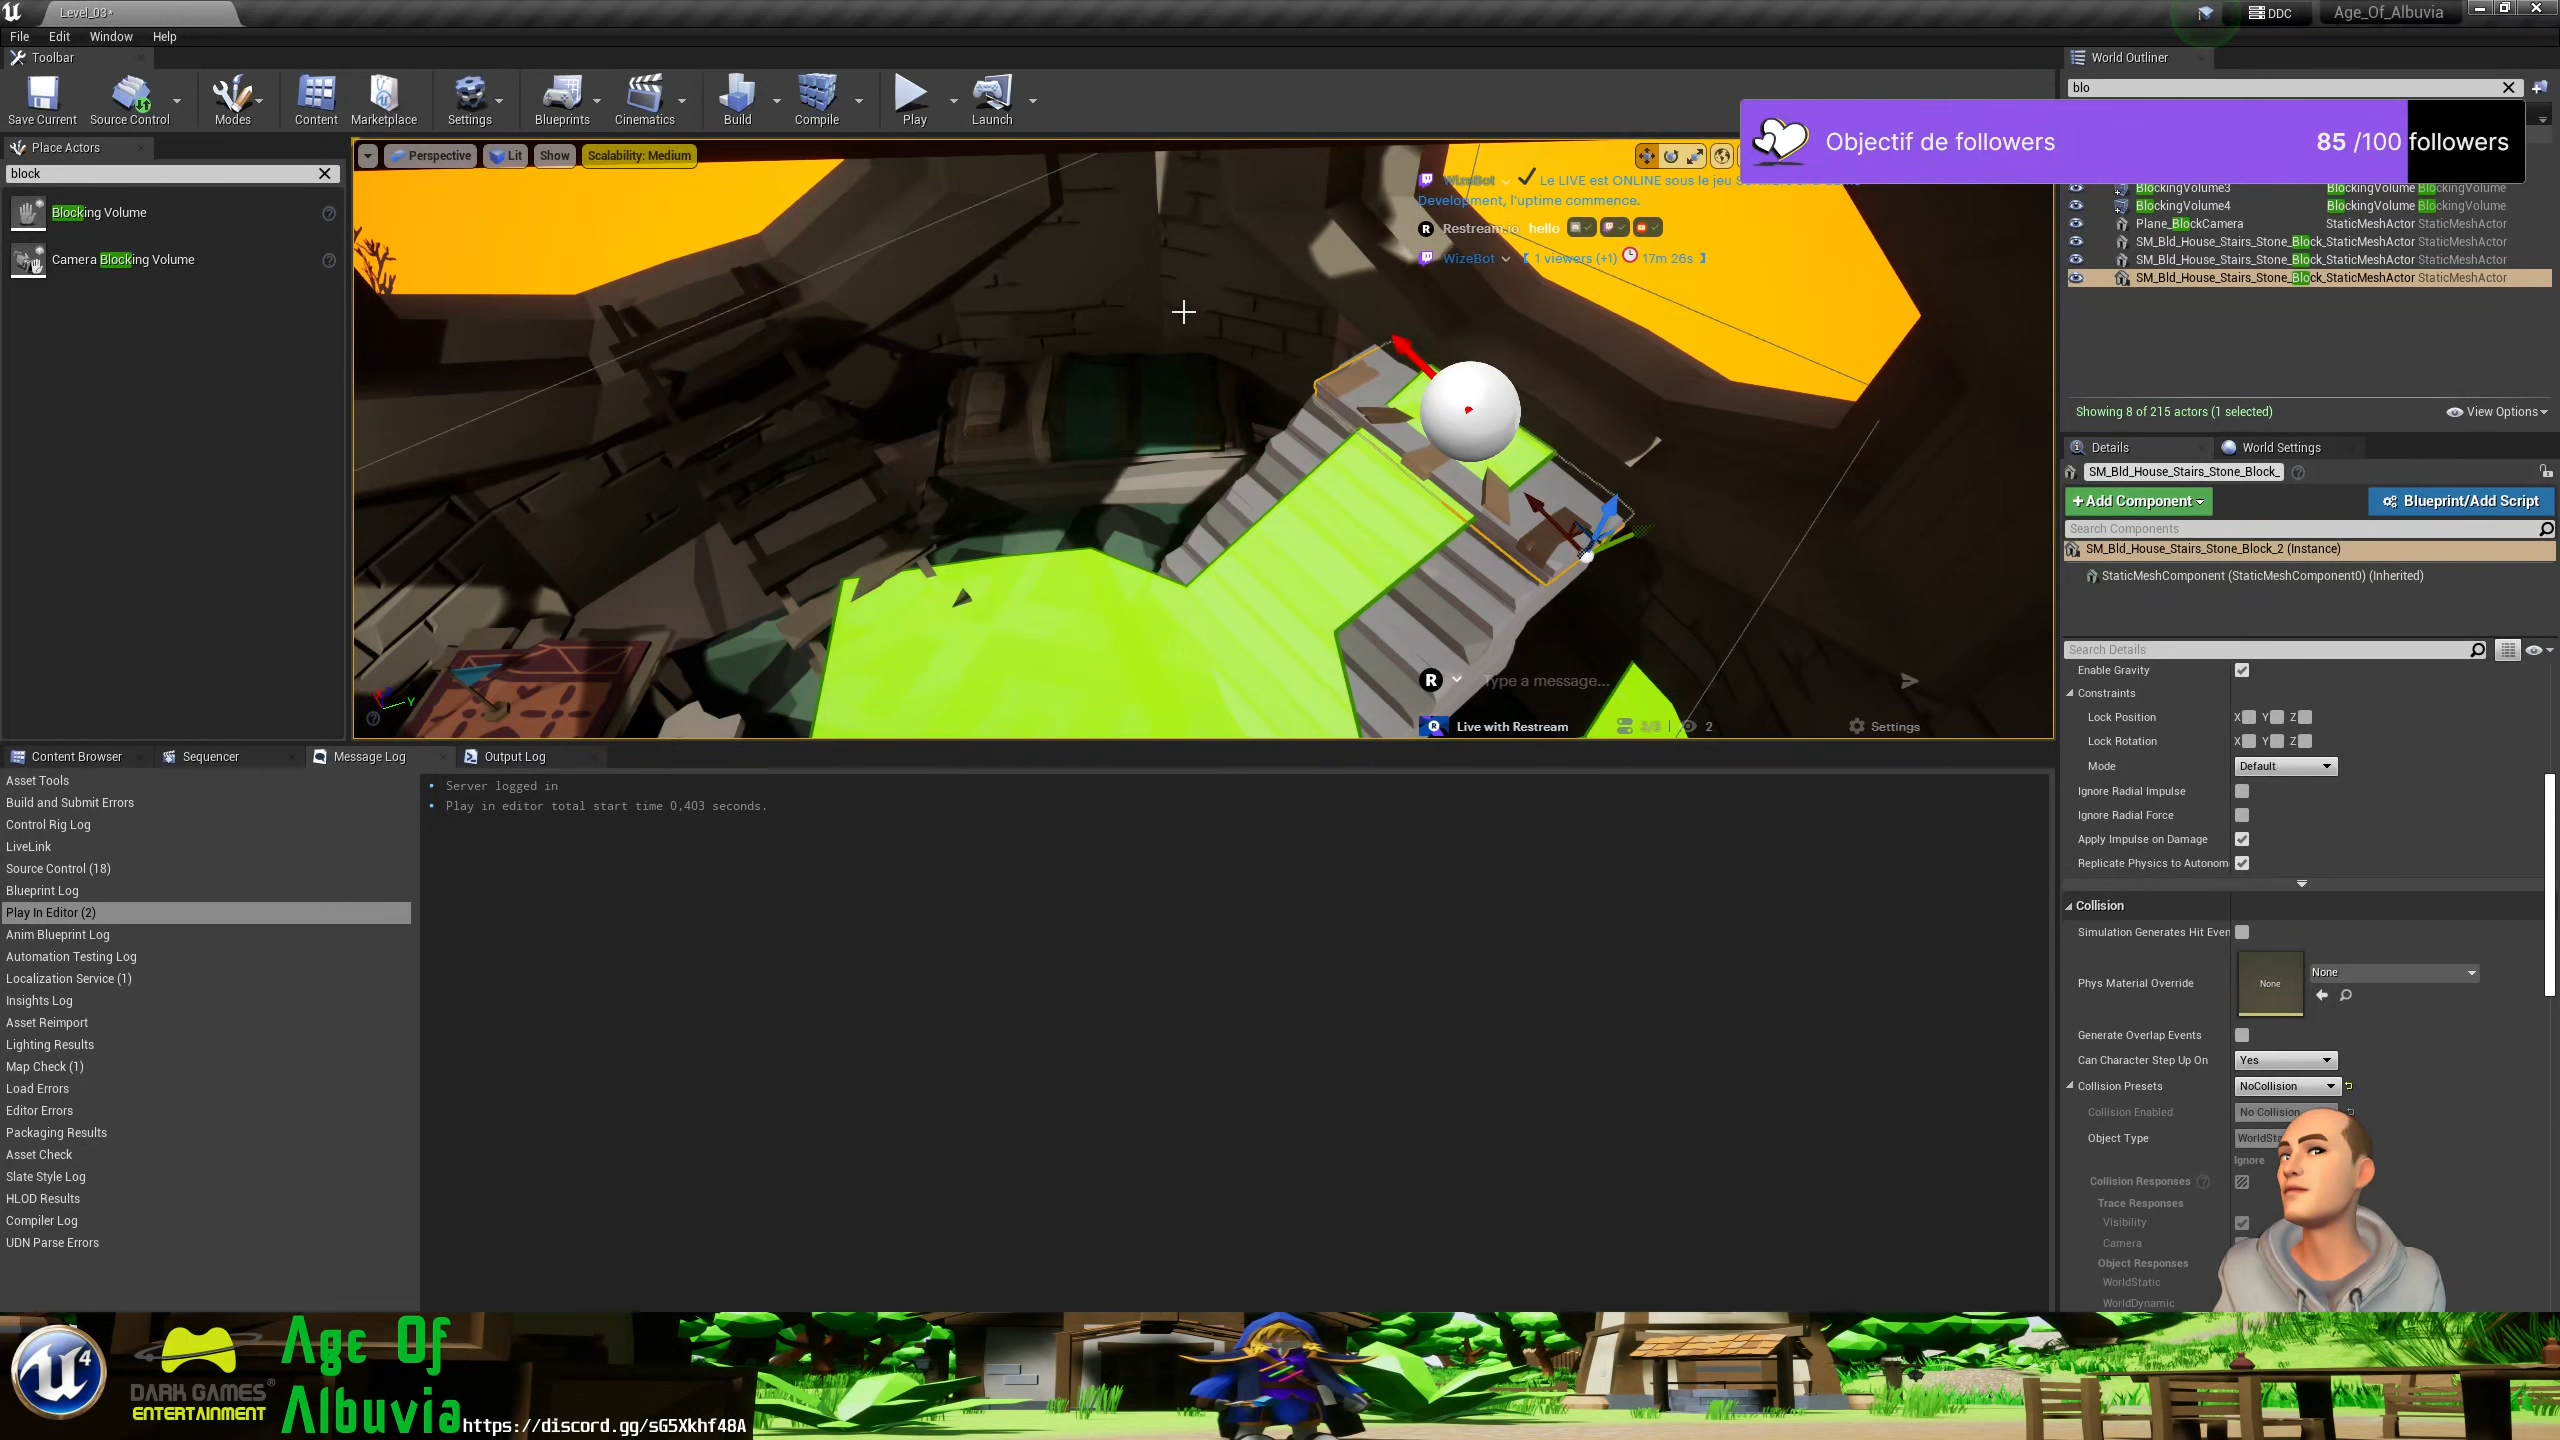 Level_03*
DDC
Age_Of_Albuvia
File Edit Window Help
Toolbar
World Outliner
Save Current
Source Control
Modes
Content
Marketplace
Settings
Blueprints
Cinematics
Build
Compile
Play
Launch
blo
Objectif de followers
85 /100 followers
Place Actors
block
Blocking Volume
Camera Blocking Volume
Perspective
Lit
Show
Scalability: Medium
WizeBot
Le LIVE est ONLINE sous le jeu
Development, l'uptime commence.
Restream.io hello
WizeBot 【 1 viewers (+1) 17m 26s 】
BlockingVolume3 BlockingVolume BlockingVolume
BlockingVolume4 BlockingVolume BlockingVolume
Plane_BlockCamera StaticMeshActor StaticMeshActor
SM_Bld_House_Stairs_Stone_Block_StaticMeshActor StaticMeshActor
SM_Bld_House_Stairs_Stone_Block_StaticMeshActor StaticMeshActor
SM_Bld_House_Stairs_Stone_Block_StaticMeshActor StaticMeshActor
Showing 8 of 215 actors (1 selected)
View Options
Details
World Settings
SM_Bld_House_Stairs_Stone_Block_
+Add Component
Blueprint/Add Script
Search Components
SM_Bld_House_Stairs_Stone_Block_2 (Instance)
StaticMeshComponent (StaticMeshComponent0) (Inherited)
Search Details
Enable Gravity
Constraints
Lock Position X Y Z
Lock Rotation X Y Z
Mode Default
Ignore Radial Impulse
Ignore Radial Force
Apply Impulse on Damage
Replicate Physics to Autonom
Collision
Simulation Generates Hit Even
Phys Material Override
None
None
Generate Overlap Events
Can Character Step Up On Yes
Collision Presets NoCollision
Collision Enabled No Collision
Object Type WorldSta
Ignore
Collision Responses
Trace Responses
Visibility
Camera
Object Responses
WorldStatic
WorldDynamic
Y
R
Type a message...
Live with Restream
2
Settings
Content Browser
Sequencer
Message Log
Output Log
Asset Tools
Build and Submit Errors
Control Rig Log
LiveLink
Source Control (18)
Blueprint Log
Play In Editor (2)
Anim Blueprint Log
Automation Testing Log
Localization Service (1)
Insights Log
Asset Reimport
Lighting Results
Map Check (1)
Load Errors
Editor Errors
Packaging Results
Asset Check
Slate Style Log
HLOD Results
Compiler Log
UDN Parse Errors
Server logged in
Play in editor total start time 0,403 seconds.
4
DARK GAMES®
ENTERTAINMENT
Age Of
Albuvia
https://discord.gg/sG5Xkhf48A